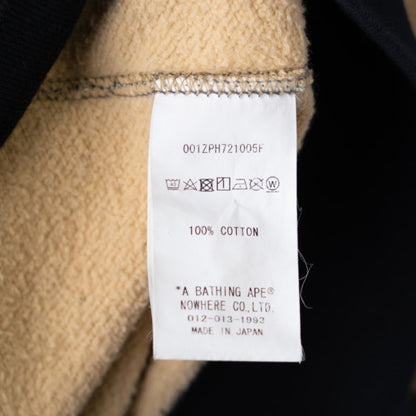 001ZPH721005F
100% COTTON
"A BATHING APE®
NOWHERE CO.,LTD.
012-013-1993
MADE IN JAPAN